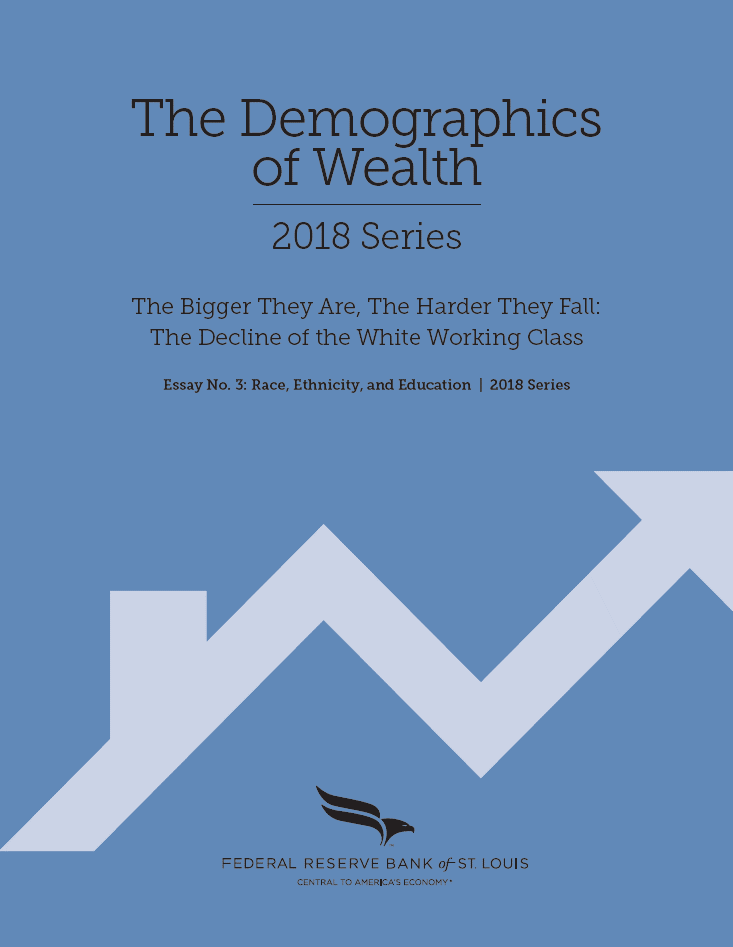 The Demographics
of Wealth
2018 Series
The Bigger They Are, The Harder They Fall:
The Decline of the White Working Class
Essay No. 3: Race, Ethnicity, and Education | 2018 Series
FEDERAL RESERVE BANK of ST. LOUIS
CENTRAL TO AMERICA'S ECONOMY